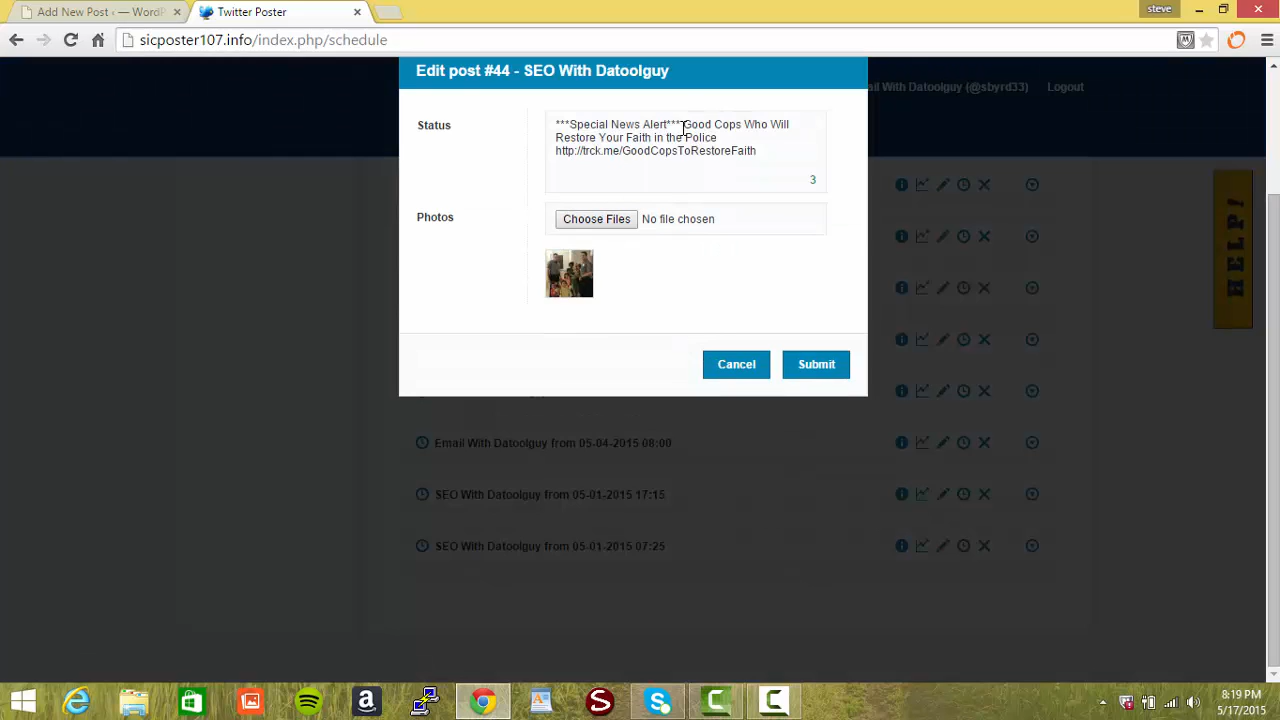 Add New Post ‹ — WordP
Twitter Poster
steve
sicposter107.info/index.php/schedule
Edit post #44 - SEO With Datoolguy
ail With Datoolguy (@sbyrd33)
Logout
Status
***Special News Alert*** Good Cops Who Will
Restore Your Faith in the Police
http://trck.me/GoodCopsToRestoreFaith
3
Photos
Choose Files No file chosen
HELP!
Cancel
Submit
Email With Datoolguy from 05-04-2015 08:00
SEO With Datoolguy from 05-01-2015 17:15
SEO With Datoolguy from 05-01-2015 07:25
8:19 PM
5/17/2015